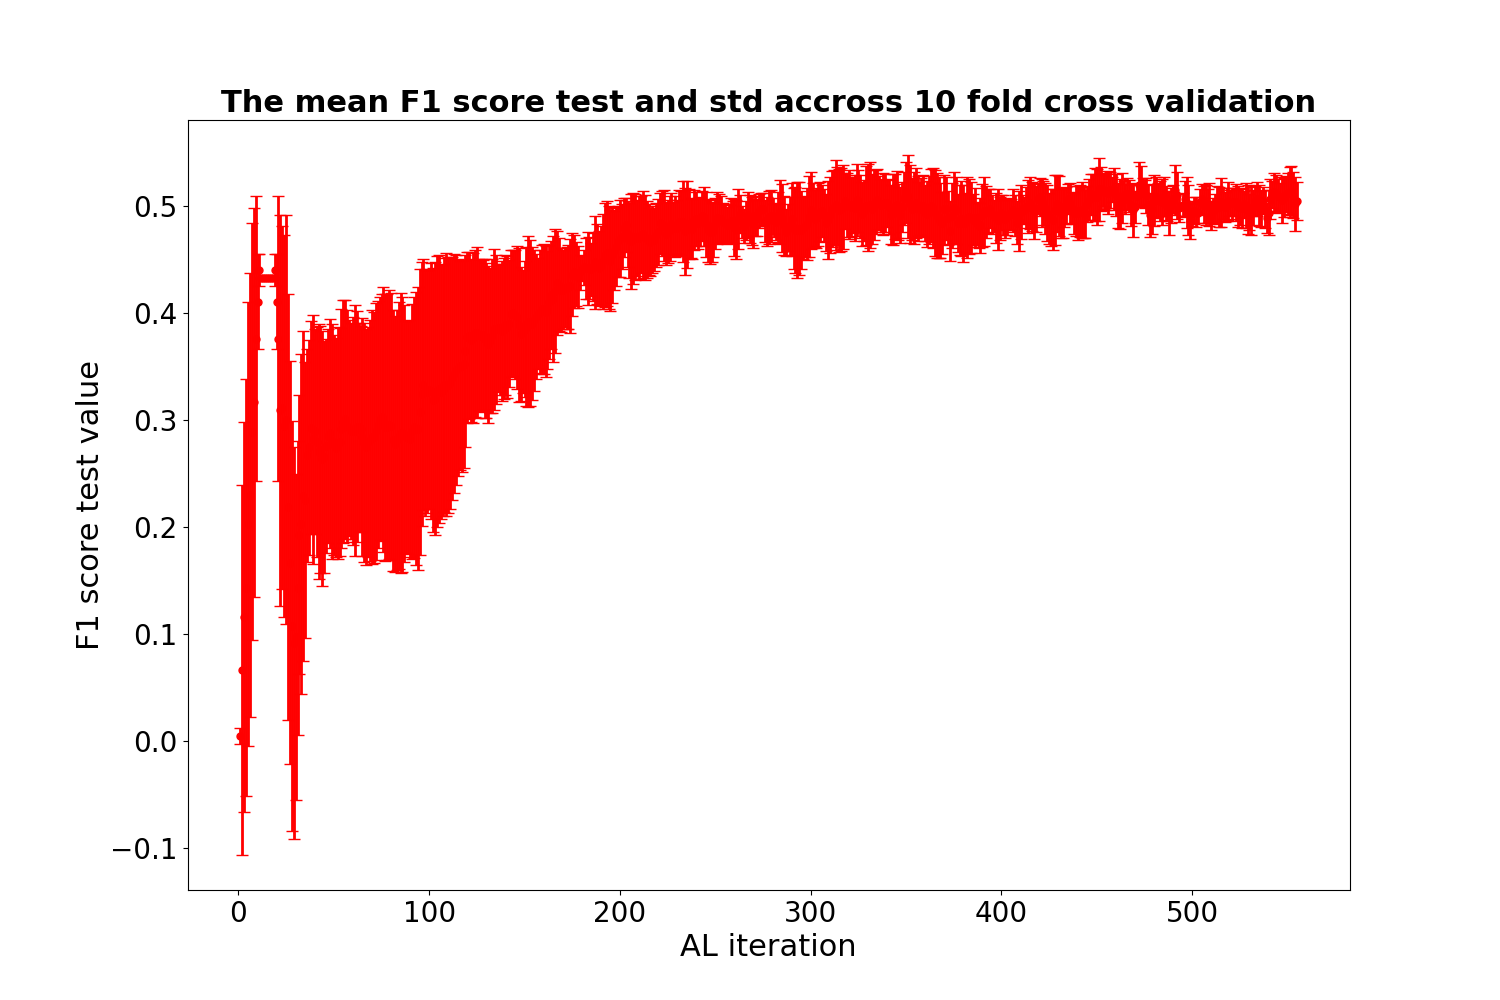 The mean F1 score test and std accross 10 fold cross validation
F1 score test value
0.5
0.4
0.3
0.2
0.1
0.0
−0.1
0 100 200 300 400 500
AL iteration